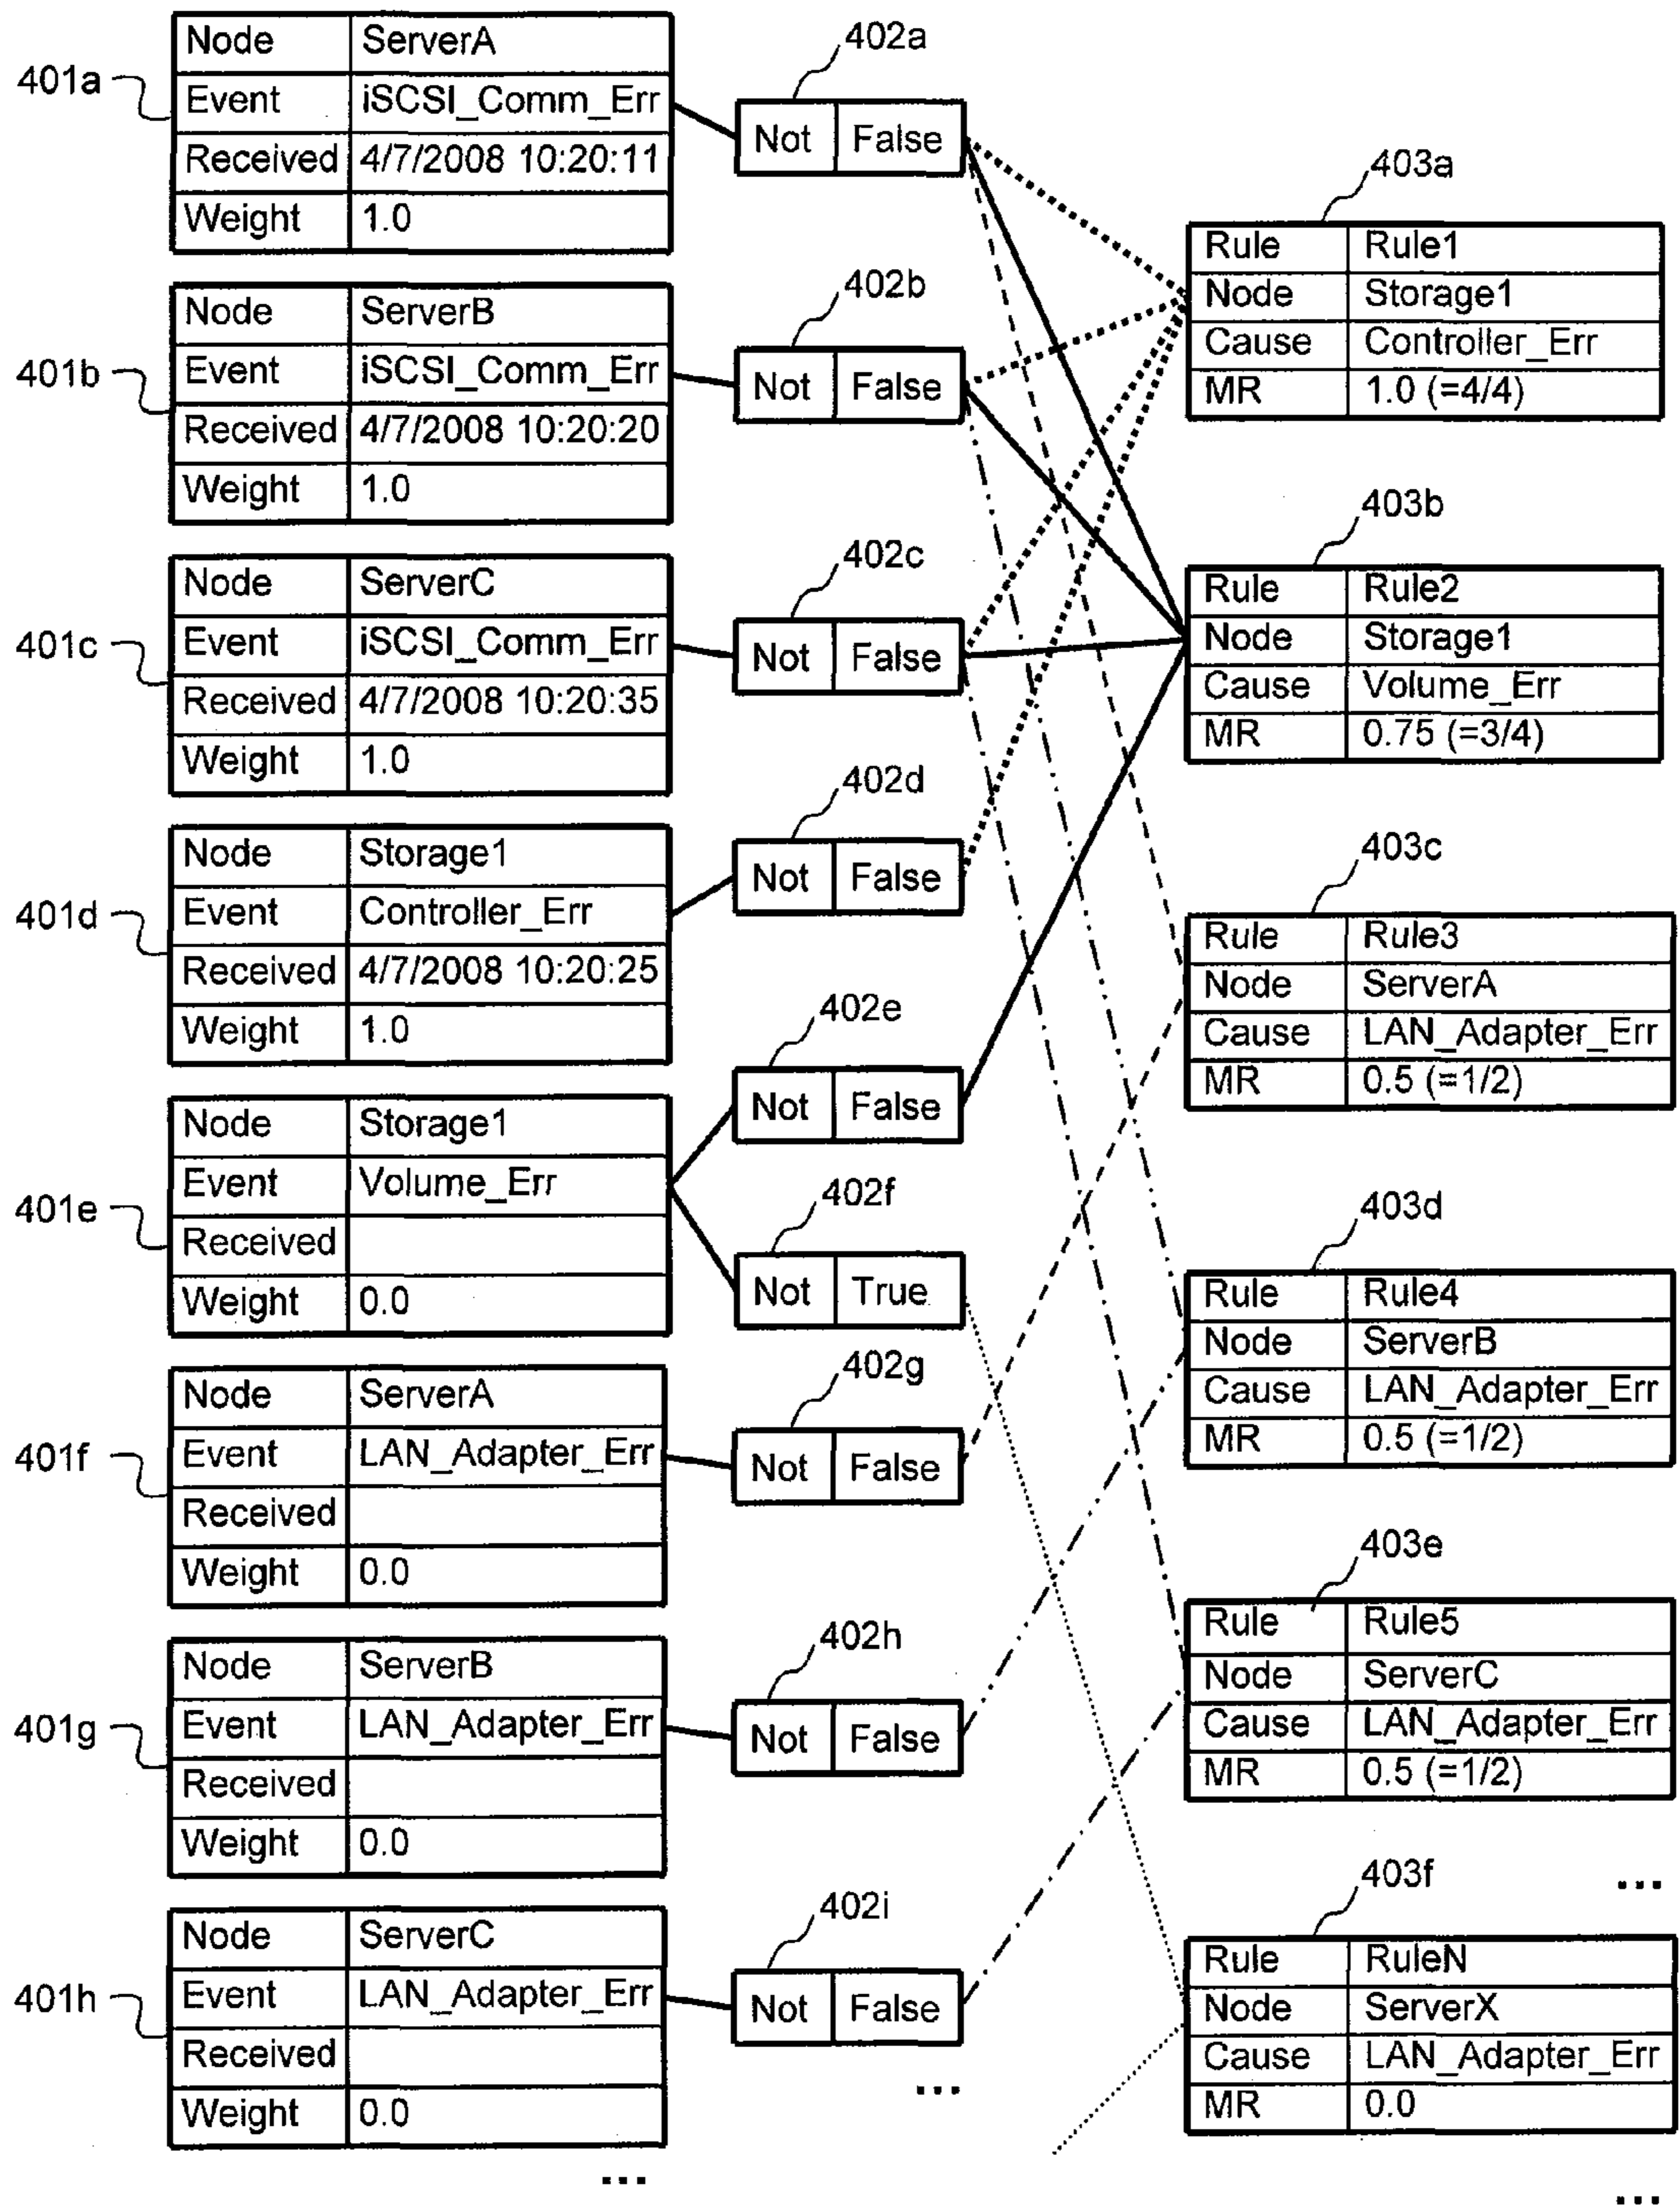 401a
Node ServerA
Event iSCSI_Comm_Err
Received 4/7/2008 10:20:11
Weight 1.0
401b
Node ServerB
Event iSCSI_Comm_Err
Received 4/7/2008 10:20:20
Weight 1.0
401c
Node ServerC
Event iSCSI_Comm_Err
Received 4/7/2008 10:20:35
Weight 1.0
401d
Node Storage1
Event Controller_Err
Received 4/7/2008 10:20:25
Weight 1.0
401e
Node Storage1
Event Volume_Err
Received
Weight 0.0
401f
Node ServerA
Event LAN_Adapter_Err
Received
Weight 0.0
401g
Node ServerB
Event LAN_Adapter_Err
Received
Weight 0.0
401h
Node ServerC
Event LAN_Adapter_Err
Received
Weight 0.0
...
402a
Not False
402b
Not False
402c
Not False
402d
Not False
402e
Not False
402f
Not True
402g
Not False
402h
Not False
402i
Not False
...
403a
Rule Rule1
Node Storage1
Cause Controller_Err
MR 1.0 (=4/4)
403b
Rule Rule2
Node Storage1
Cause Volume_Err
MR 0.75 (=3/4)
403c
Rule Rule3
Node ServerA
Cause LAN_Adapter_Err
MR 0.5 (=1/2)
403d
Rule Rule4
Node ServerB
Cause LAN_Adapter_Err
MR 0.5 (=1/2)
403e
Rule Rule5
Node ServerC
Cause LAN_Adapter_Err
MR 0.5 (=1/2)
...
403f
Rule RuleN
Node ServerX
Cause LAN_Adapter_Err
MR 0.0
...